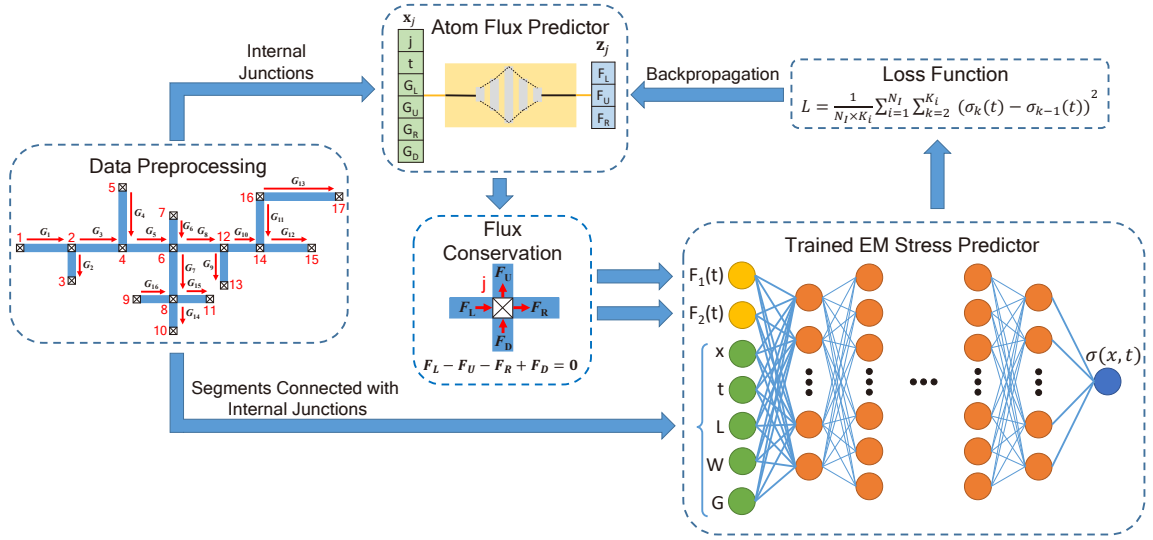 Internal
Junctions
x_j
Atom Flux Predictor
j
t
G_L
G_U
G_R
G_D
z_j
F_L
F_U
F_R
Backpropagation
Loss Function
L = \frac{1}{N_I \times K_i} \sum_{i=1}^{N_I} \sum_{k=2}^{K_i} (σ_k(t) − σ_{k−1}(t))^2
Data Preprocessing
5
G_4
7
G_6
16
G_13
17
G_11
1
G_1
2
G_3
4
G_5
6
G_8
12
G_10
14
G_12
15
3
G_2
G_7
G_9
13
9
G_16
8
G_15
11
10
G_14
Flux
Conservation
j
F_U
F_L
F_R
F_D
F_L − F_U − F_R + F_D = 0
Segments Connected with
Internal Junctions
Trained EM Stress Predictor
F_1(t)
F_2(t)
x
t
L
W
G
σ(x, t)